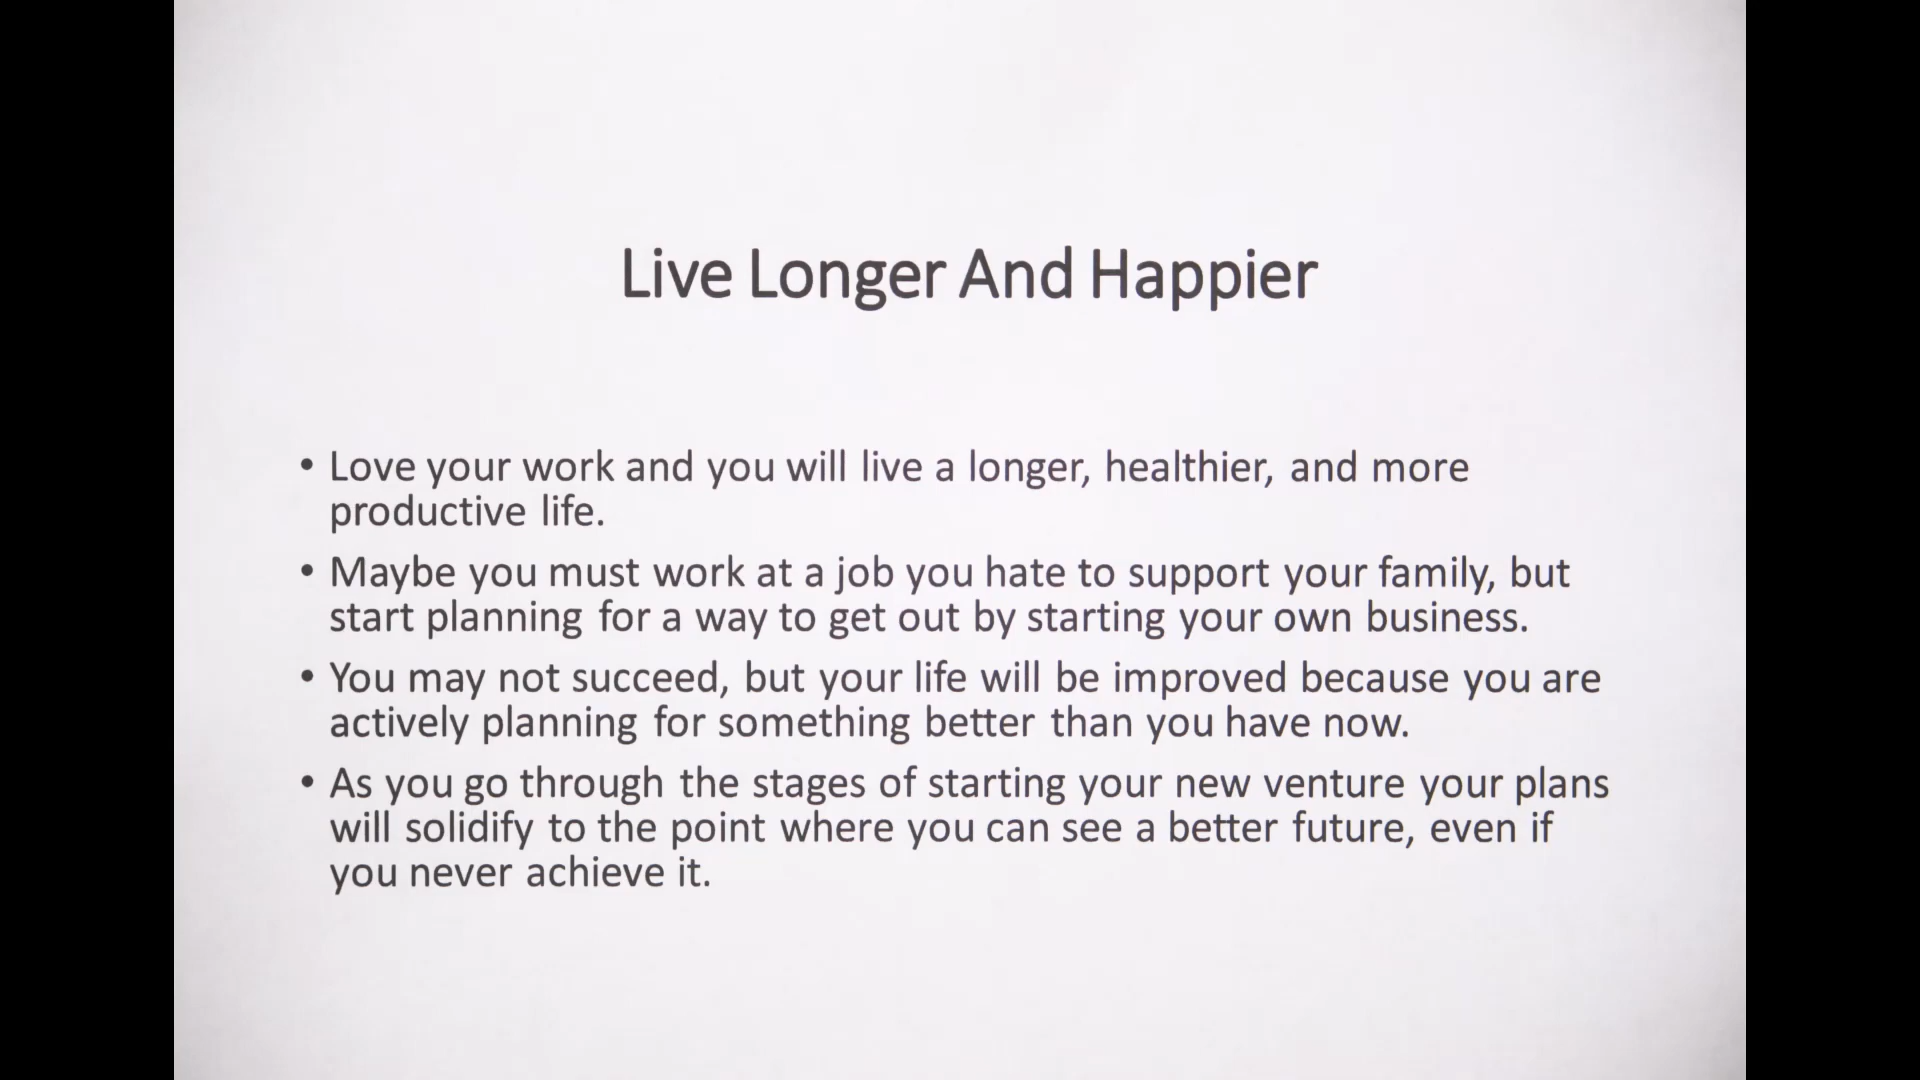 Live Longer And Happier
• Love your work and you will live a longer, healthier, and more
productive life.
• Maybe you must work at a job you hate to support your family, but
start planning for a way to get out by starting your own business.
• You may not succeed, but your life will be improved because you are
actively planning for something better than you have now.
• As you go through the stages of starting your new venture your plans
will solidify to the point where you can see a better future, even if
you never achieve it.